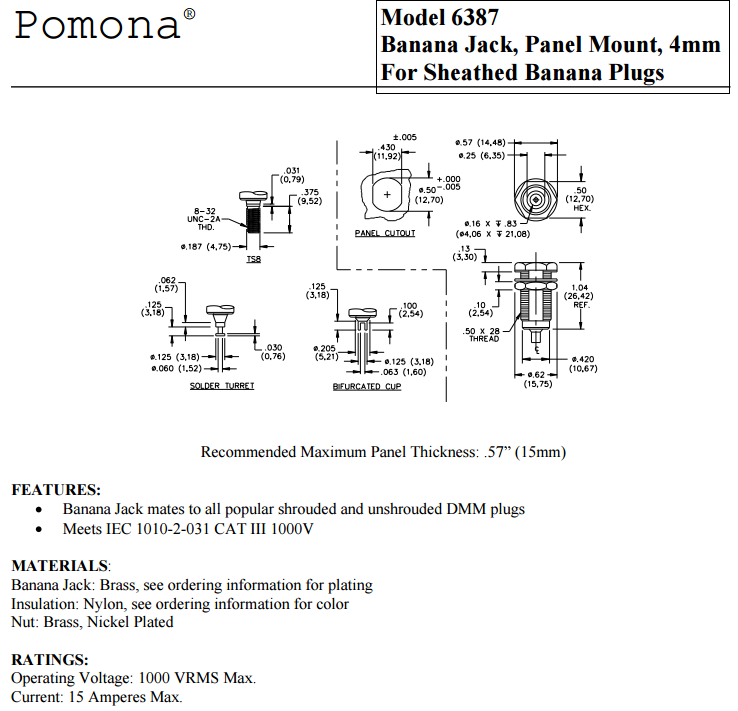 Pomona®
Model 6387
Banana Jack, Panel Mount, 4mm
For Sheathed Banana Plugs
.031
(0,79)
.375
(9,52)
8-32
UNC-2A
THD.
ø.187 (4,75)
TS8
±.005
.430
(11,92)
+.000
ø.50 -.005
(12,70)
PANEL CUTOUT
ø.57 (14,48)
ø.25 (6,35)
.50
(12,70)
HEX.
ø.16 X ↧ .83
(ø4,06 X ↧ 21,08)
.13
(3,30)
1.04
(26,42)
REF.
.10
(2,54)
.50 X 28
THREAD
ø.420
(10,67)
ø.62
(15,75)
.062
(1,57)
.125
(3,18)
.030
(0,76)
ø.125 (3,18)
ø.060 (1,52)
SOLDER TURRET
.125
(3,18)
.100
(2,54)
ø.205
(5,21)
ø.125 (3,18)
.063 (1,60)
BIFURCATED CUP
Recommended Maximum Panel Thickness: .57” (15mm)
FEATURES:
• Banana Jack mates to all popular shrouded and unshrouded DMM plugs
• Meets IEC 1010-2-031 CAT III 1000V
MATERIALS:
Banana Jack: Brass, see ordering information for plating
Insulation: Nylon, see ordering information for color
Nut: Brass, Nickel Plated
RATINGS:
Operating Voltage: 1000 VRMS Max.
Current: 15 Amperes Max.